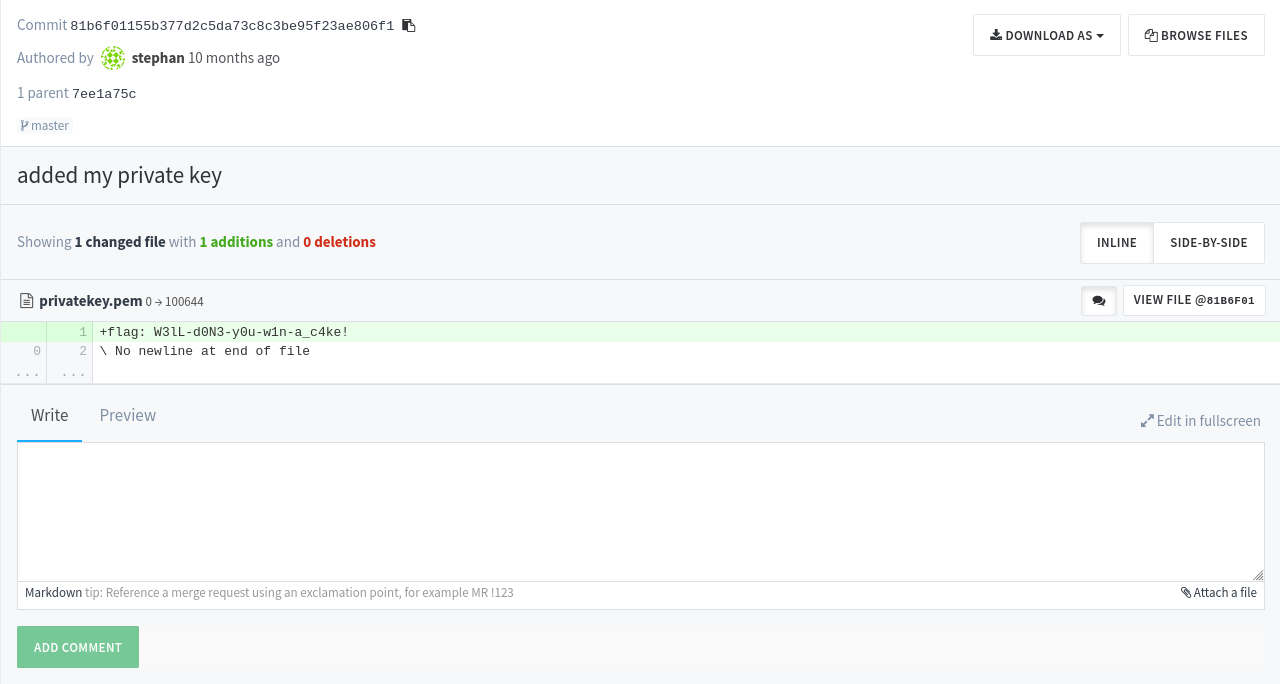 Commit 81b6f01155b377d2c5da73c8c3be95f23ae806f1
DOWNLOAD AS
BROWSE FILES
Authored by stephan 10 months ago
1 parent 7ee1a75c
master
added my private key
Showing 1 changed file with 1 additions and 0 deletions
INLINE
SIDE-BY-SIDE
privatekey.pem 0 → 100644
VIEW FILE @81B6F01
1 +flag: W3lL-d0N3-y0u-w1n-a_c4ke!
0 2 \ No newline at end of file
... ...
Write
Preview
Edit in fullscreen
Markdown tip: Reference a merge request using an exclamation point, for example MR !123
Attach a file
ADD COMMENT